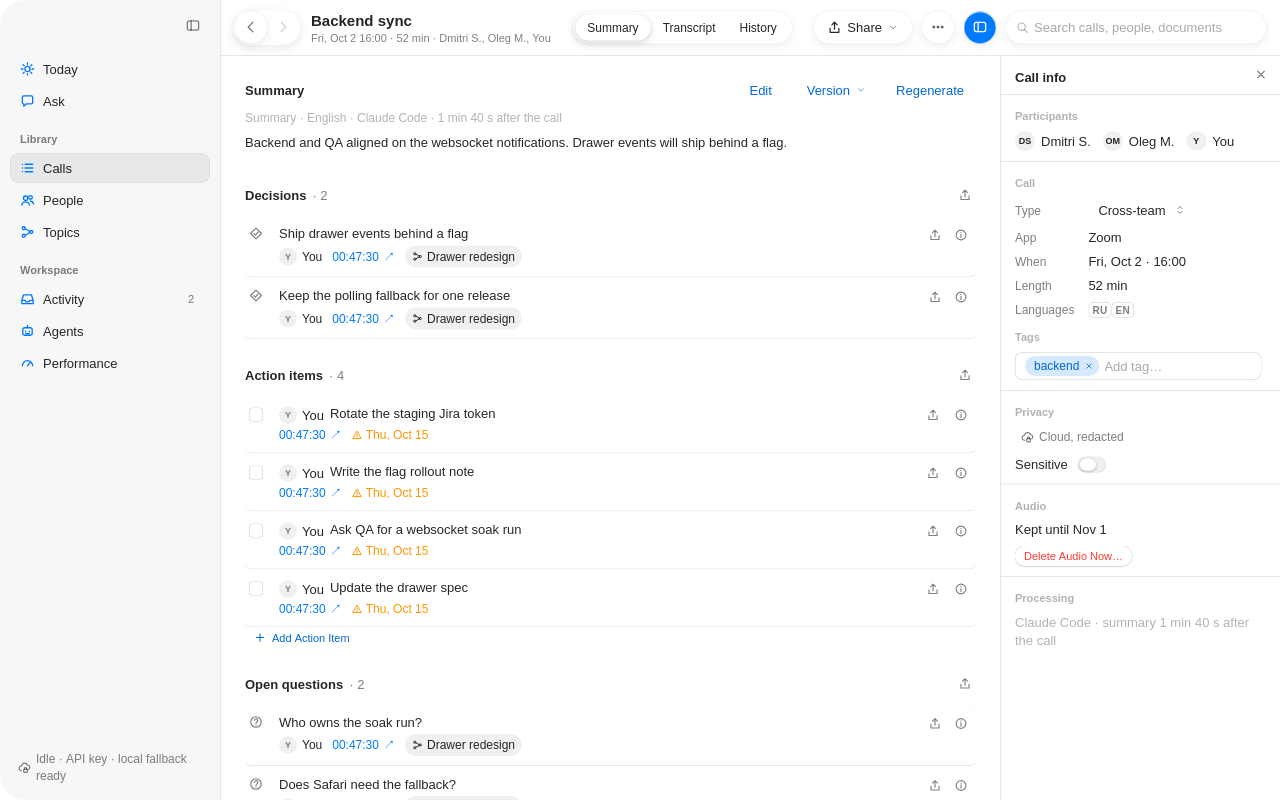 Today
Ask
Library
Calls
People
Topics
Workspace
Activity 2
Agents
Performance
Idle · API key · local fallback
ready
Backend sync
Fri, Oct 2 16:00 · 52 min · Dmitri S., Oleg M., You
Summary Transcript History
Share
Search calls, people, documents
Summary
Edit Version Regenerate
Summary · English · Claude Code · 1 min 40 s after the call
Backend and QA aligned on the websocket notifications. Drawer events will ship behind a flag.
Decisions · 2
Ship drawer events behind a flag
Y You 00:47:30 Drawer redesign
Keep the polling fallback for one release
Y You 00:47:30 Drawer redesign
Action items · 4
Y You Rotate the staging Jira token
00:47:30 Thu, Oct 15
Y You Write the flag rollout note
00:47:30 Thu, Oct 15
Y You Ask QA for a websocket soak run
00:47:30 Thu, Oct 15
Y You Update the drawer spec
00:47:30 Thu, Oct 15
Add Action Item
Open questions · 2
Who owns the soak run?
Y You 00:47:30 Drawer redesign
Does Safari need the fallback?
Call info
Participants
DS Dmitri S. OM Oleg M. Y You
Call
Type Cross-team
App Zoom
When Fri, Oct 2 · 16:00
Length 52 min
Languages RU EN
Tags
backend × Add tag…
Privacy
Cloud, redacted
Sensitive
Audio
Kept until Nov 1
Delete Audio Now…
Processing
Claude Code · summary 1 min 40 s after
the call